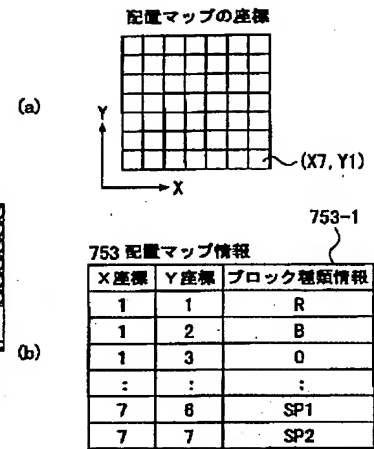 配置マップの座標
(a)
Y
X
(X7, Y1)
753-1
753 配置マップ情報
(b)
X座標 Y座標 ブロック種類情報
1 1 R
1 2 B
1 3 O
: : :
7 6 SP1
7 7 SP2